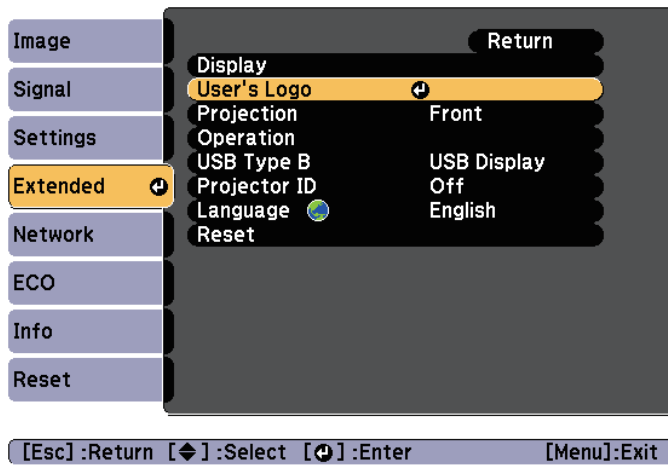 Image
Signal
Settings
Extended
Network
ECO
Info
Reset
Return
Display
User's Logo
Projection Front
Operation
USB Type B USB Display
Projector ID Off
Language English
Reset
[Esc] :Return [◆] :Select [⏎] :Enter [Menu]:Exit